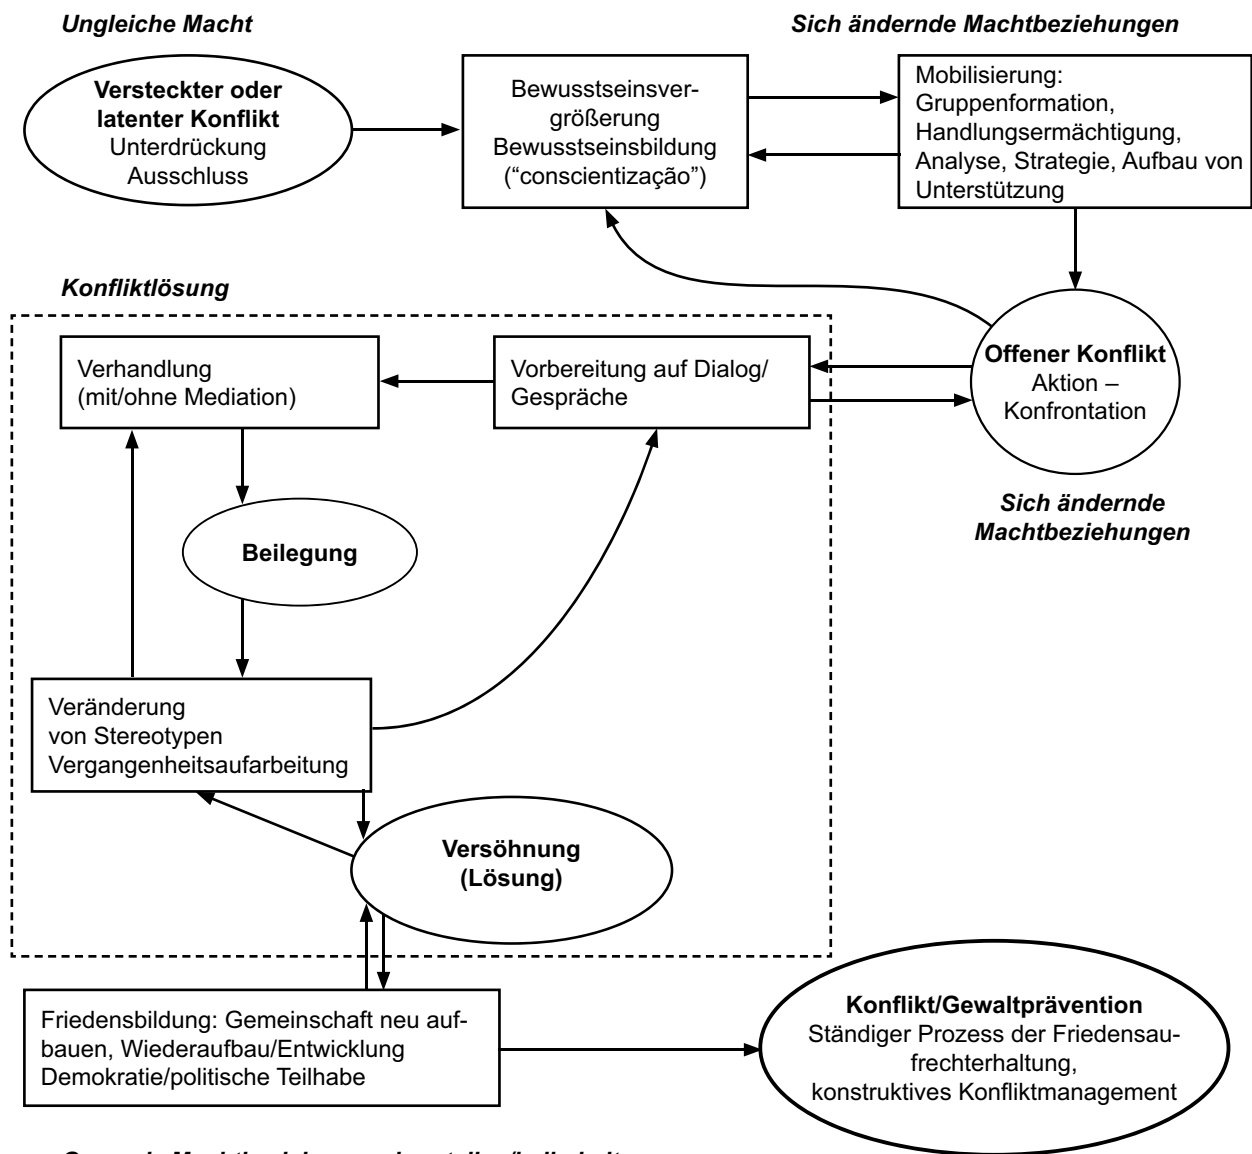 Ungleiche Macht
Sich ändernde Machtbeziehungen
Versteckter oder
latenter Konflikt
Unterdrückung
Ausschluss
Bewusstseinsver-
größerung
Bewusstseinsbildung
(“conscientização”)
Mobilisierung:
Gruppenformation,
Handlungsermächtigung,
Analyse, Strategie, Aufbau von
Unterstützung
Konfliktlösung
Verhandlung
(mit/ohne Mediation)
Vorbereitung auf Dialog/
Gespräche
Offener Konflikt
Aktion –
Konfrontation
Sich ändernde
Machtbeziehungen
Beilegung
Veränderung
von Stereotypen
Vergangenheitsaufarbeitung
Versöhnung
(Lösung)
Friedensbildung: Gemeinschaft neu auf-
bauen, Wiederaufbau/Entwicklung
Demokratie/politische Teilhabe
Konflikt/Gewaltprävention
Ständiger Prozess der Friedensau-
frechterhaltung,
konstruktives Konfliktmanagement